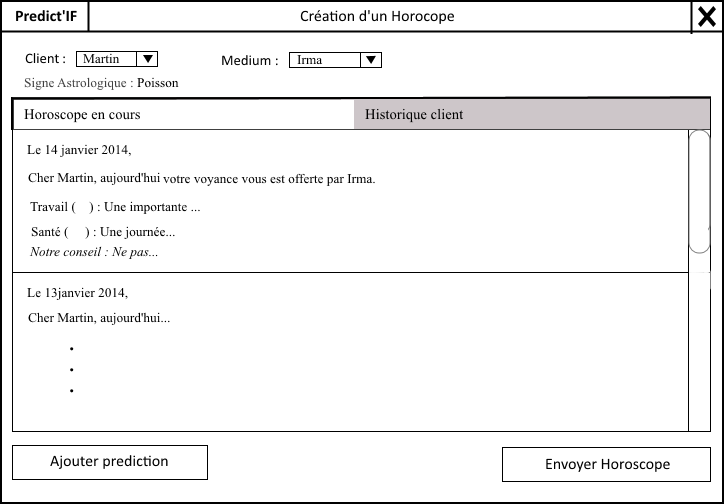 Predict'IF
Création d'un Horocope
Client : Martin
Medium : Irma
Signe Astrologique : Poisson
Horoscope en cours
Historique client
Le 14 janvier 2014,
Cher Martin, aujourd'hui votre voyance vous est offerte par Irma.
Travail (    ) : Une importante ...
Santé (    ) : Une journée...
Notre conseil : Ne pas...
Le 13janvier 2014,
Cher Martin, aujourd'hui...
Ajouter prediction
Envoyer Horoscope